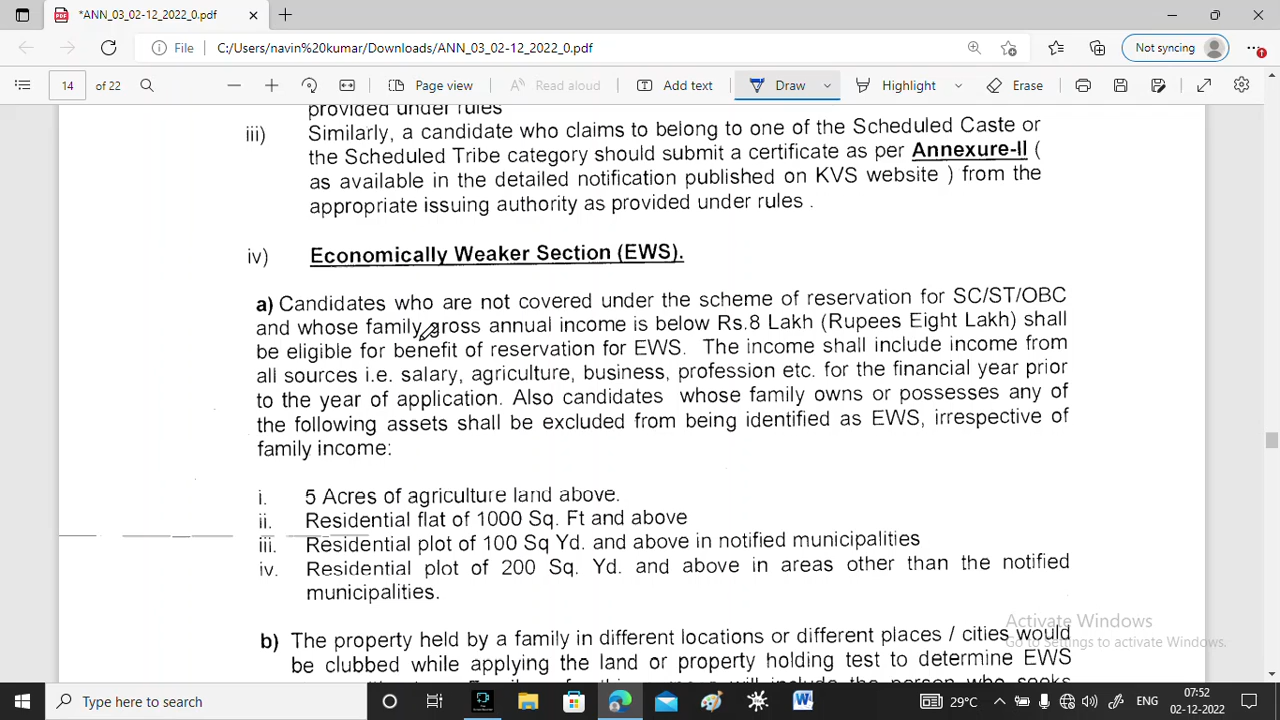 *ANN_03_02-12_2022_0.pdf
File C:/Users/navin%20kumar/Downloads/ANN_03_02-12_2022_0.pdf Not syncing
14 of 22 Page view Read aloud Add text Draw Highlight Erase
provided under rules
iii) Similarly, a candidate who claims to belong to one of the Scheduled Caste or
the Scheduled Tribe category should submit a certificate as per Annexure-II (
as available in the detailed notification published on KVS website ) from the
appropriate issuing authority as provided under rules .
iv) Economically Weaker Section (EWS).
a) Candidates who are not covered under the scheme of reservation for SC/ST/OBC
and whose family gross annual income is below Rs.8 Lakh (Rupees Eight Lakh) shall
be eligible for benefit of reservation for EWS. The income shall include income from
all sources i.e. salary, agriculture, business, profession etc. for the financial year prior
to the year of application. Also candidates whose family owns or possesses any of
the following assets shall be excluded from being identified as EWS, irrespective of
family income:
i. 5 Acres of agriculture land above.
ii. Residential flat of 1000 Sq. Ft and above
iii. Residential plot of 100 Sq Yd. and above in notified municipalities
iv. Residential plot of 200 Sq. Yd. and above in areas other than the notified
municipalities.
Activate Windows
Go to Settings to activate Windows.
b) The property held by a family in different locations or different places / cities would
be clubbed while applying the land or property holding test to determine EWS
Type here to search 29°C ENG 07:52
02-12-2022